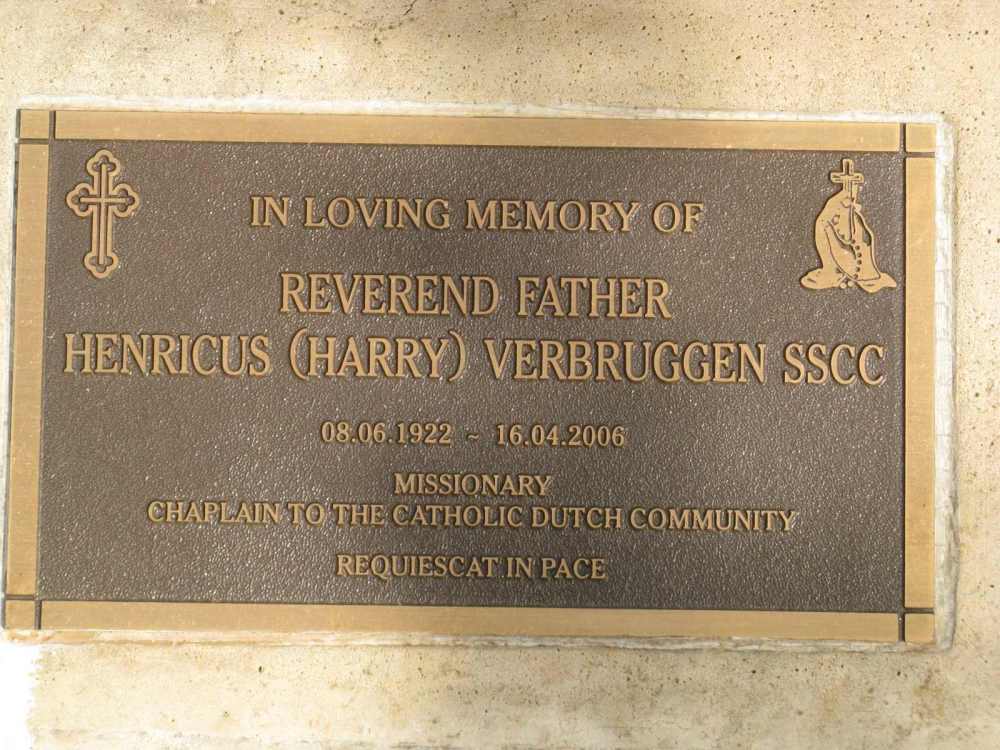 IN LOVING MEMORY OF
REVEREND FATHER
HENRICUS (HARRY) VERBRUGGEN SSCC
08.06.1922 ~ 16.04.2006
MISSIONARY
CHAPLAIN TO THE CATHOLIC DUTCH COMMUNITY
REQUIESCAT IN PACE